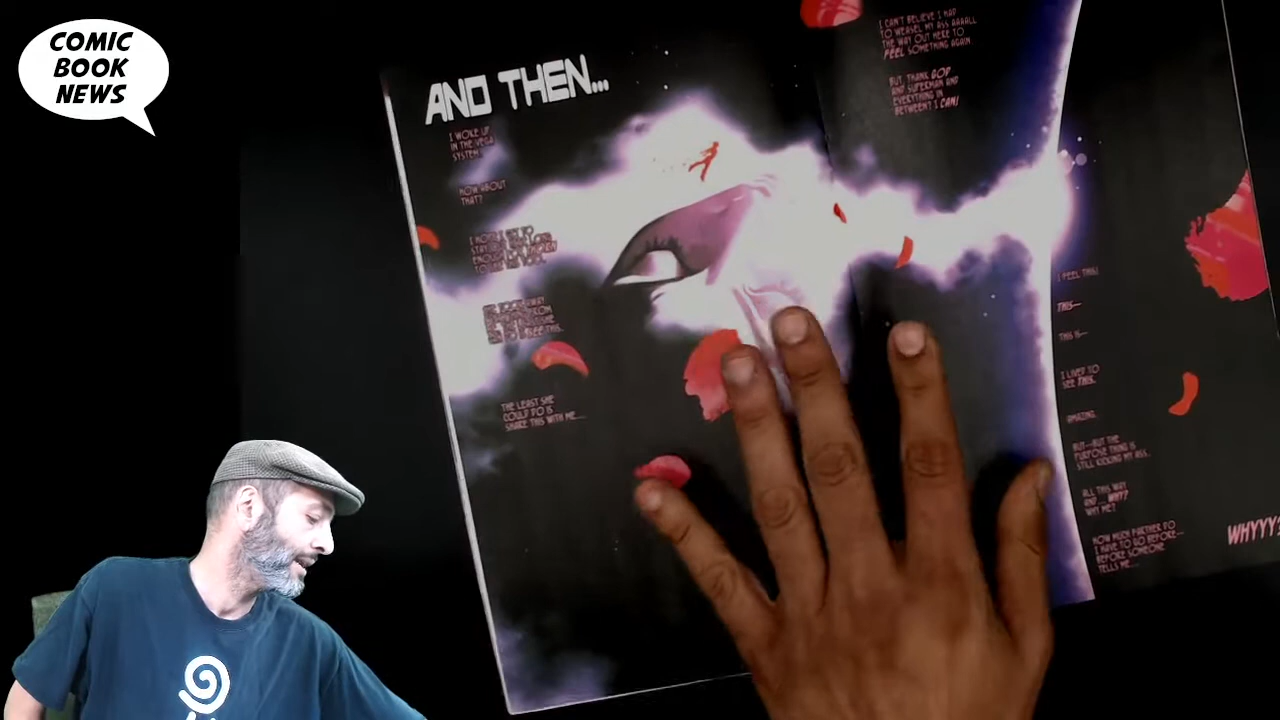 COMIC
BOOK
NEWS
AND THEN...
I WOKE UP
IN THE VEGA
SYSTEM.
HOW ABOUT
THAT?
THE LEAST SHE
COULD DO IS
SHARE THIS WITH ME...
I CAN'T BELIEVE I HAD
TO WEASEL MY ASS AAAALL
THE WAY OUT HERE TO
FEEL SOMETHING AGAIN.
BUT, THANK GOD
AND SUPERMAN AND
EVERYTHING IN
BETWEEN? I CAN!
I FEEL THIS!
THIS—
THIS IS—
I LIVED TO
SEE THIS.
AMAZING.
BUT--BUT THE
PURPOSE THING IS
STILL KICKING MY ASS.
ALL THIS WAY
AND... WHY?
WHY ME?
HOW MUCH FURTHER DO
I HAVE TO GO BEFORE--
BEFORE SOMEONE
TELLS ME...
WHYYY?